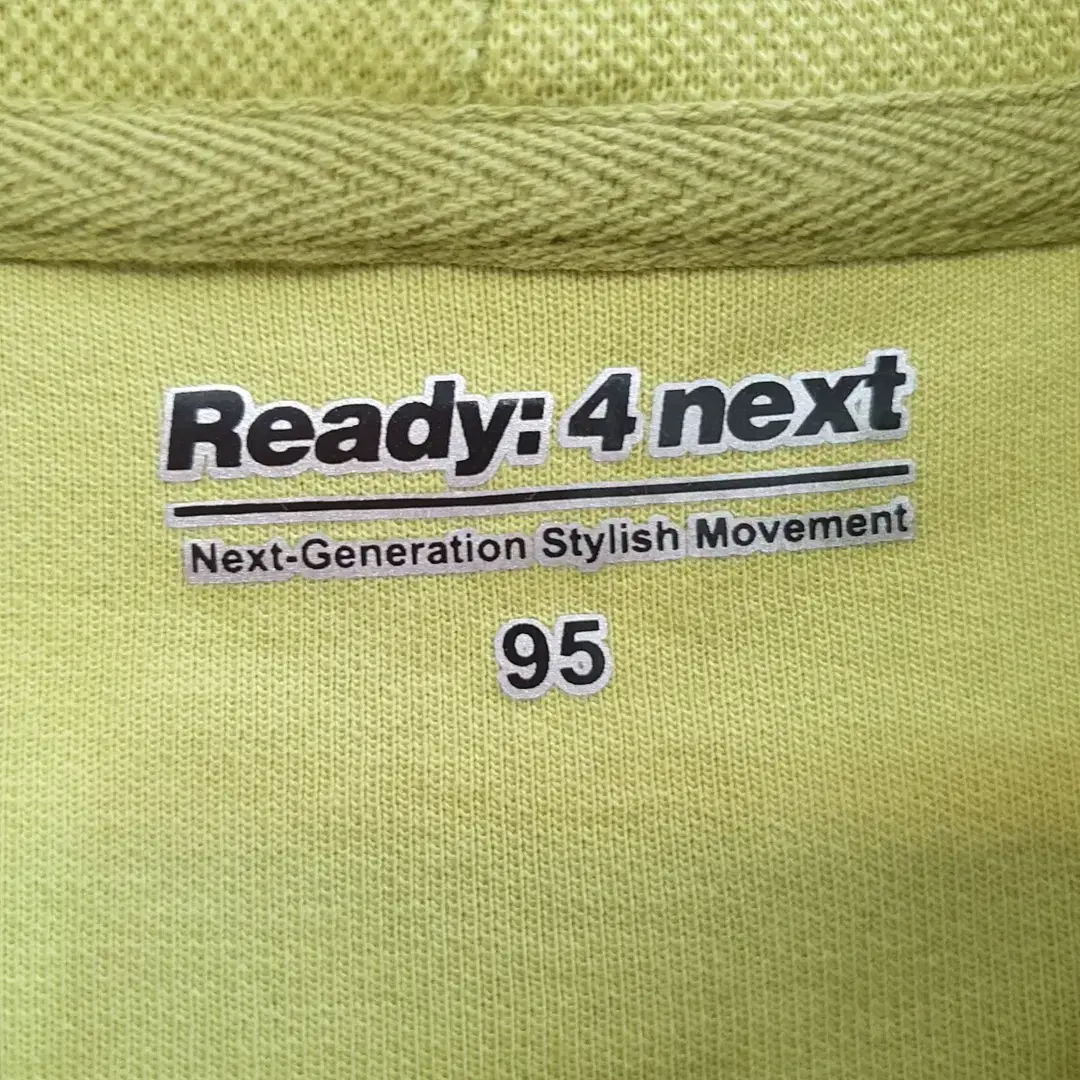 Ready: 4 next
Next-Generation Stylish Movement
95